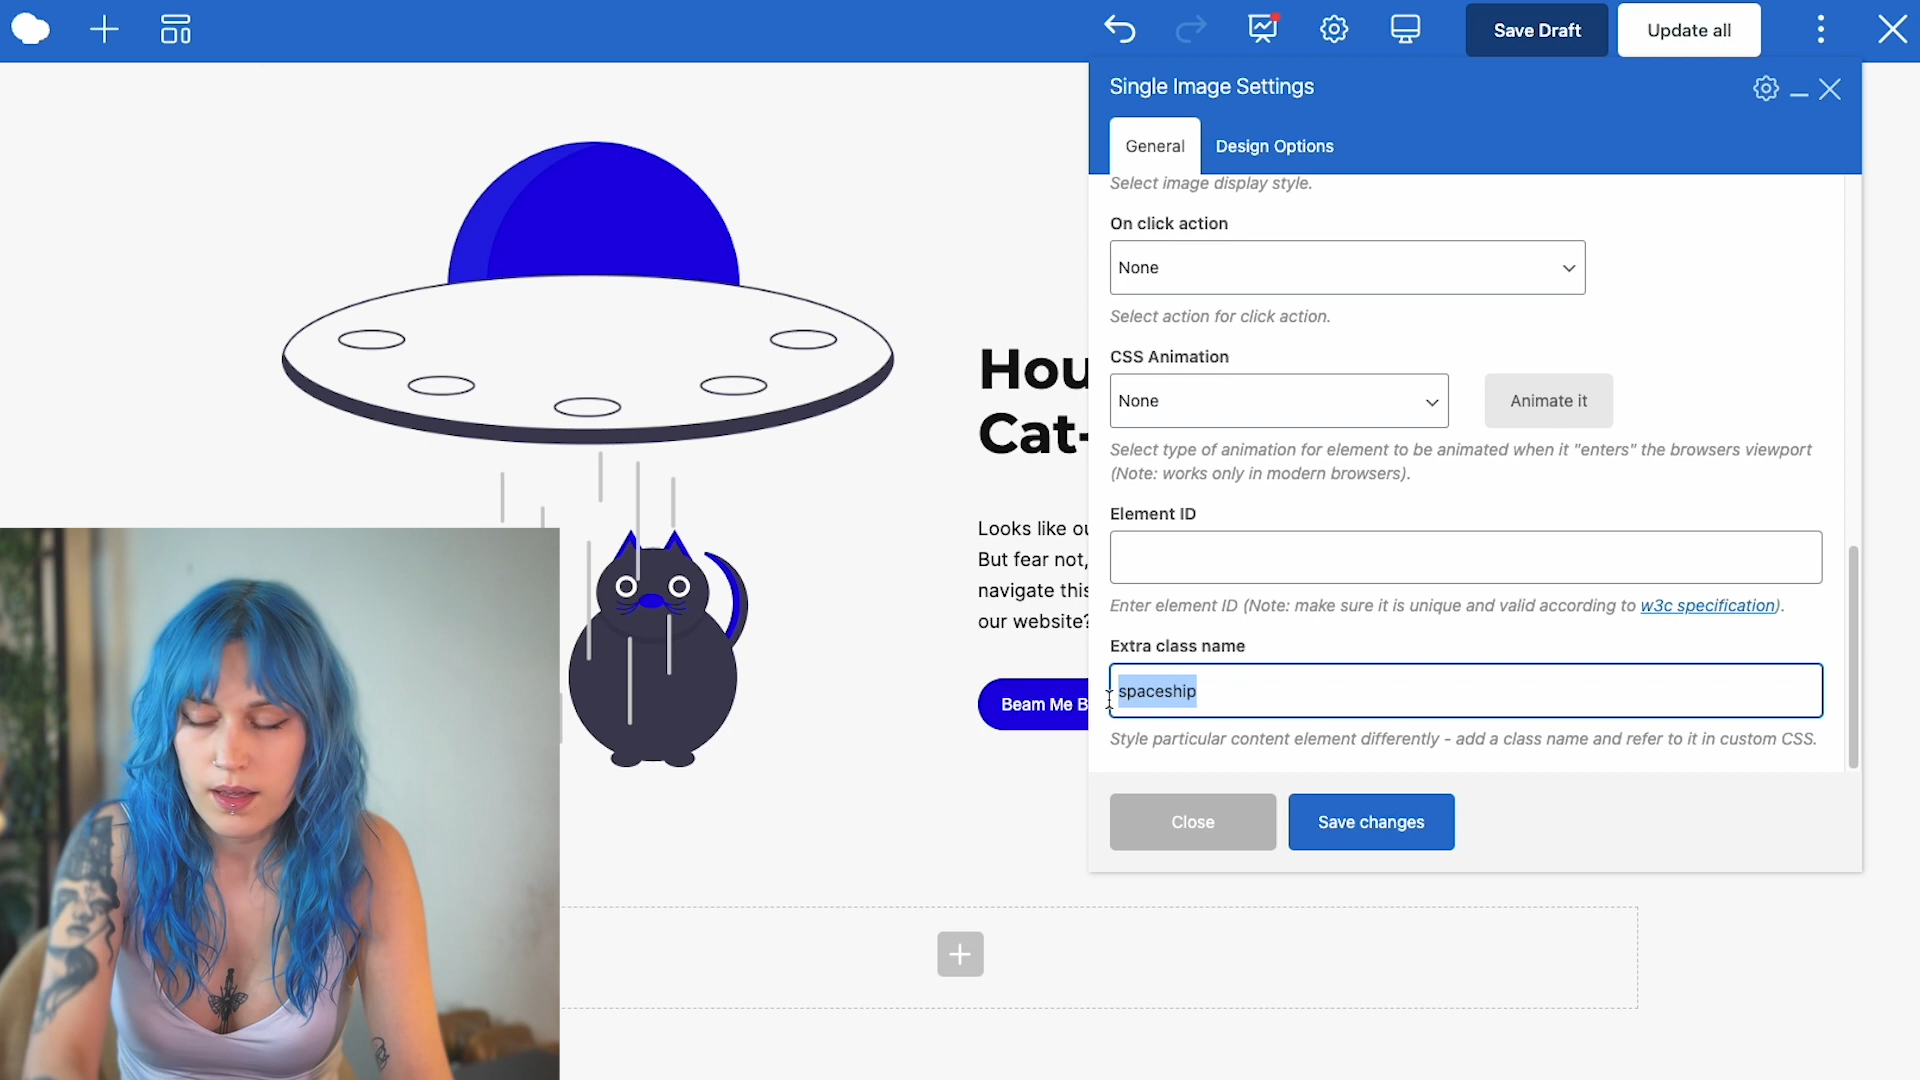 Save Draft
Update all
Single Image Settings
General
Design Options
Select image display style.
On click action
None
Select action for click action.
CSS Animation
None
Animate it
Select type of animation for element to be animated when it "enters" the browsers viewport
(Note: works only in modern browsers).
Element ID
Enter element ID (Note: make sure it is unique and valid according to w3c specification).
Extra class name
spaceship
Style particular content element differently - add a class name and refer to it in custom CSS.
Close
Save changes
Hou
Cat-
Looks like ou
But fear not,
navigate this
our website?
Beam Me B